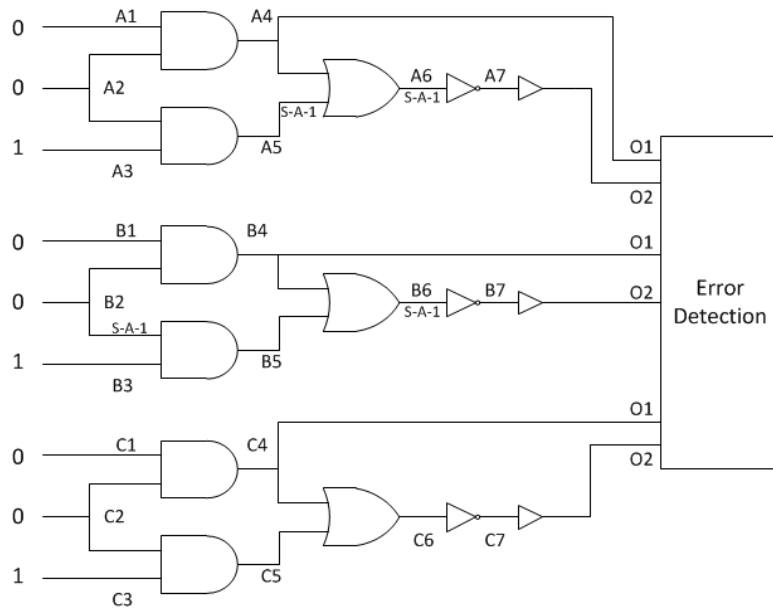 0 A1 A4
0 A2 A6 A7
S-A-1 S-A-1
1 A3 A5
O1
O2
0 B1 B4 O1
0 B2 B6 B7 O2
S-A-1 S-A-1
1 B3 B5
Error
Detection
0 C1 C4 O1
O2
0 C2 C6 C7
1 C3 C5